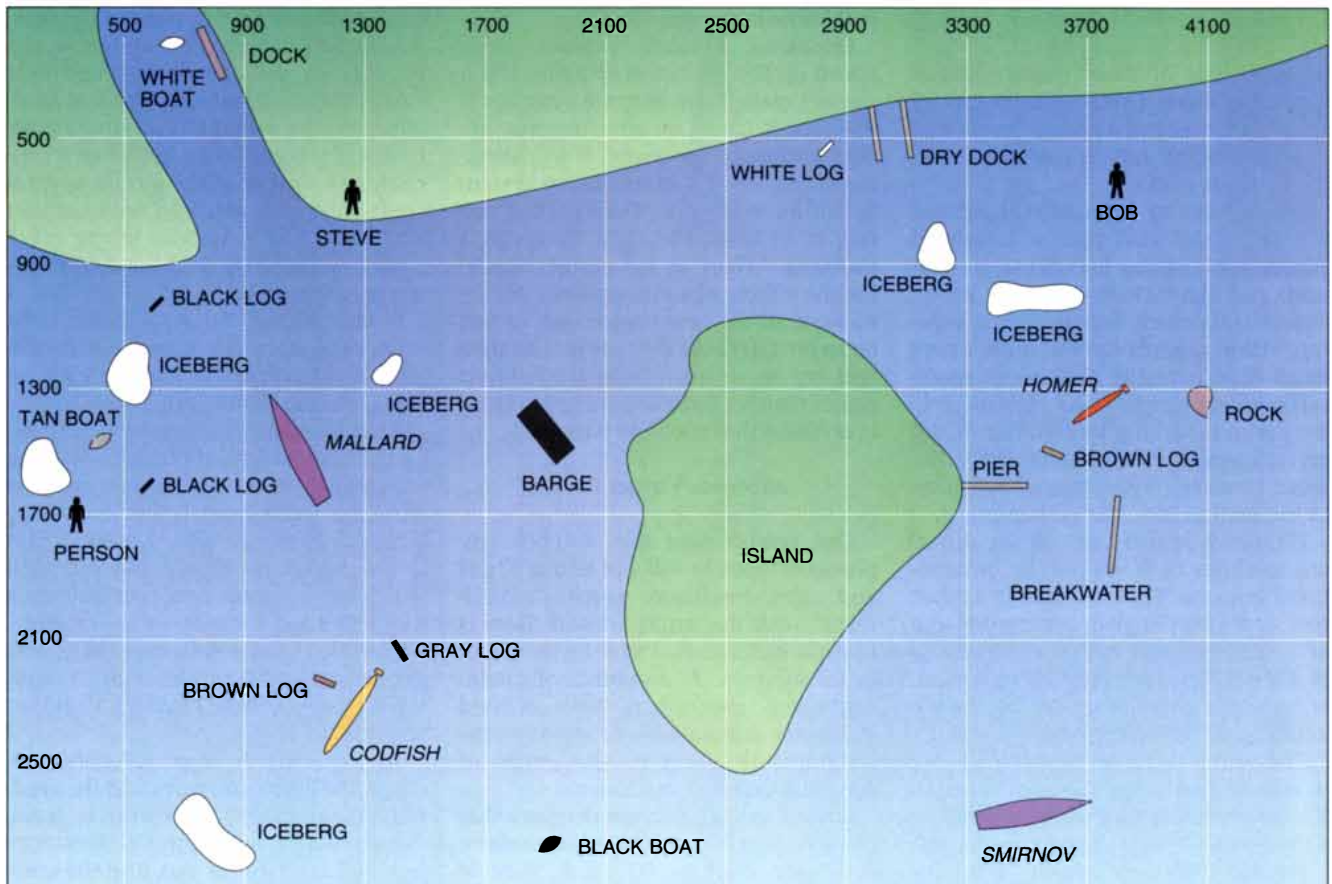 500 900 1300 1700 2100 2500 2900 3300 3700 4100
DOCK
WHITE
BOAT
500
WHITE LOG
DRY DOCK
BOB
STEVE
900
ICEBERG
BLACK LOG
ICEBERG
ICEBERG
1300
ICEBERG
HOMER
TAN BOAT
ROCK
MALLARD
BROWN LOG
BLACK LOG
BARGE
PIER
1700
PERSON
ISLAND
BREAKWATER
2100
GRAY LOG
BROWN LOG
CODFISH
2500
ICEBERG
BLACK BOAT
SMIRNOV